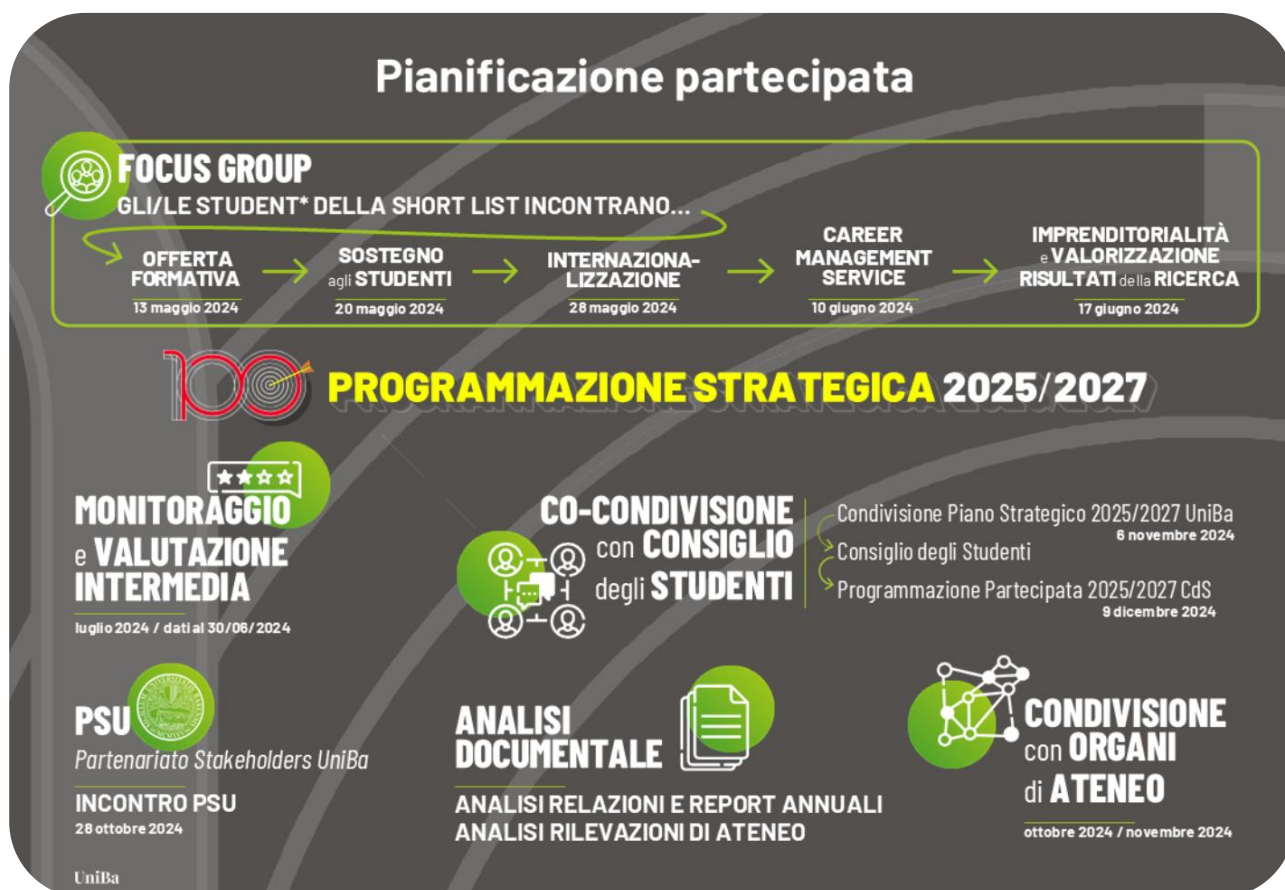 Pianificazione partecipata
FOCUS GROUP
GLI/LE STUDENT* DELLA SHORT LIST INCONTRANO...
OFFERTA
FORMATIVA
13 maggio 2024
SOSTEGNO
agli STUDENTI
20 maggio 2024
INTERNAZIONA-
LIZZAZIONE
28 maggio 2024
CAREER
MANAGEMENT
SERVICE
10 giugno 2024
IMPRENDITORIALITÀ
e VALORIZZAZIONE
RISULTATI della RICERCA
17 giugno 2024
100 PROGRAMMAZIONE STRATEGICA 2025/2027
MONITORAGGIO
e VALUTAZIONE
INTERMEDIA
luglio 2024 / dati al 30/06/2024
CO-CONDIVISIONE
con CONSIGLIO
degli STUDENTI
Condivisione Piano Strategico 2025/2027 UniBa
6 novembre 2024
Consiglio degli Studenti
Programmazione Partecipata 2025/2027 CdS
9 dicembre 2024
PSU
Partenariato Stakeholders UniBa
INCONTRO PSU
28 ottobre 2024
ANALISI
DOCUMENTALE
ANALISI RELAZIONI E REPORT ANNUALI
ANALISI RILEVAZIONI DI ATENEO
CONDIVISIONE
con ORGANI
di ATENEO
ottobre 2024 / novembre 2024
UniBa